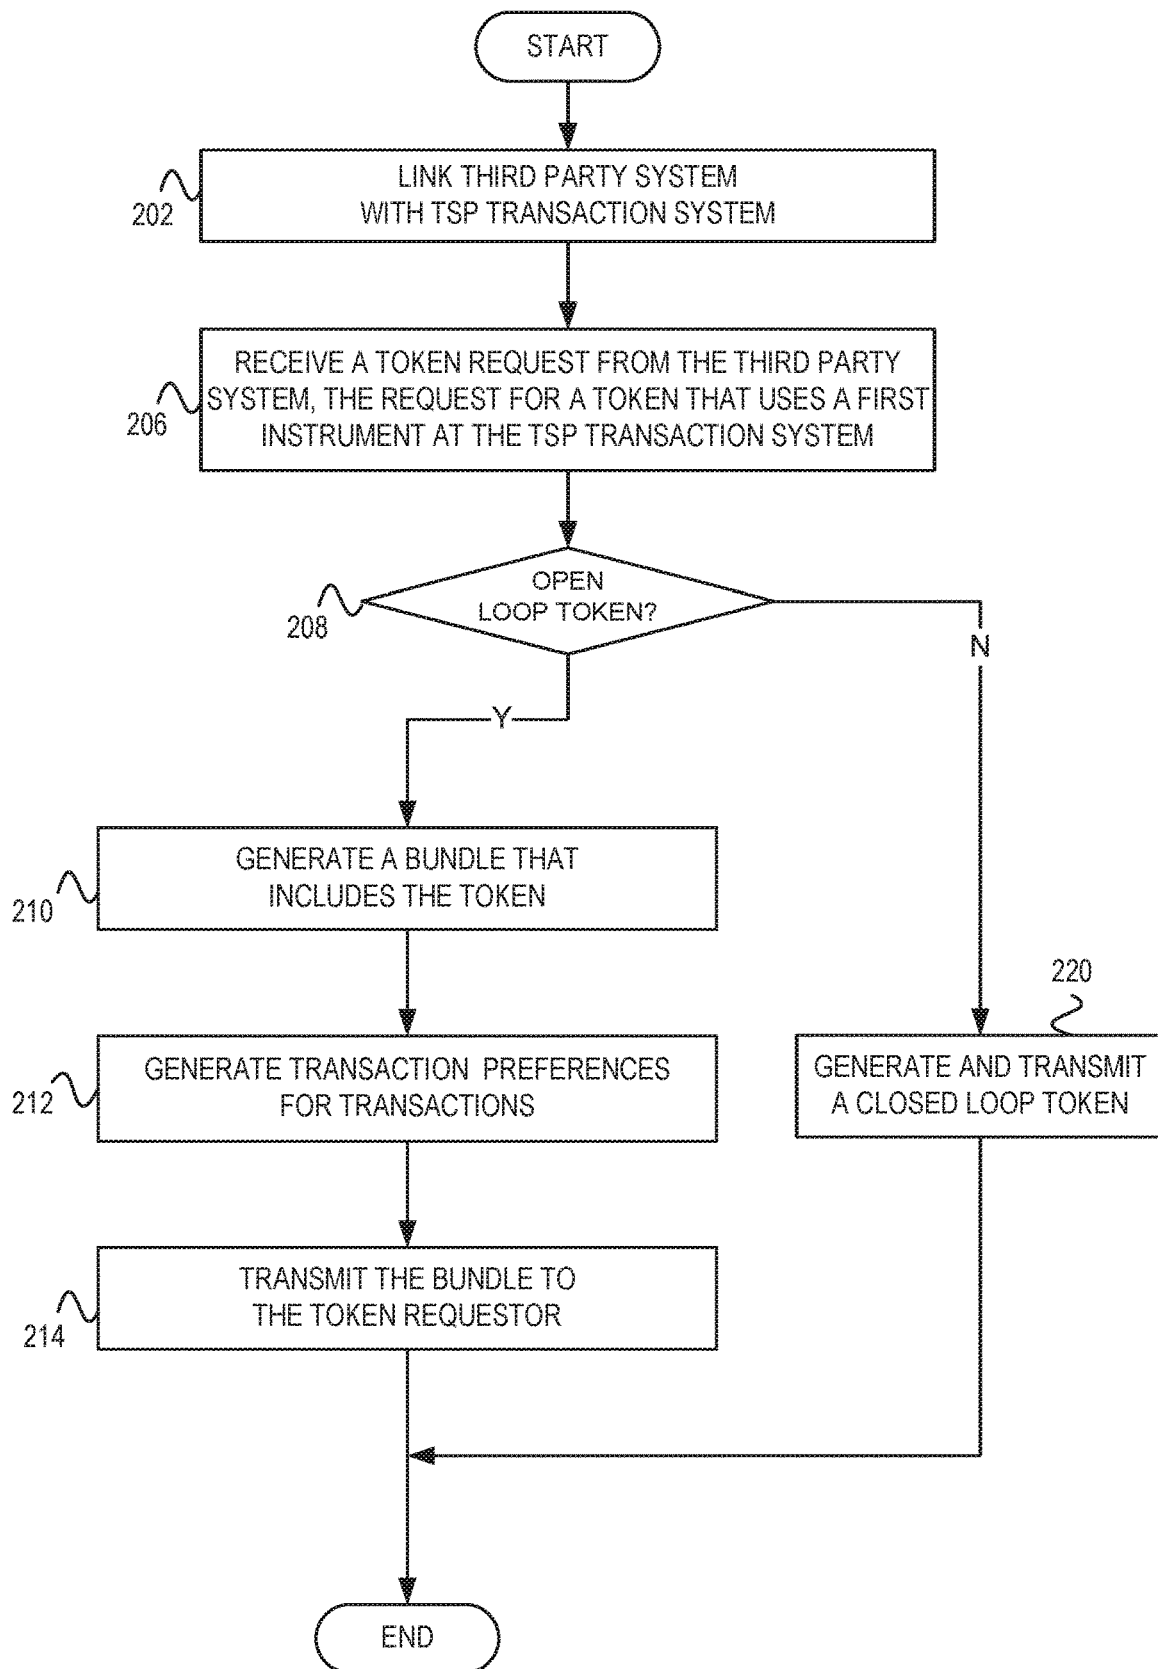 START
LINK THIRD PARTY SYSTEM
WITH TSP TRANSACTION SYSTEM
202
RECEIVE A TOKEN REQUEST FROM THE THIRD PARTY
SYSTEM, THE REQUEST FOR A TOKEN THAT USES A FIRST
INSTRUMENT AT THE TSP TRANSACTION SYSTEM
206
OPEN
LOOP TOKEN?
208
N
Y
GENERATE A BUNDLE THAT
INCLUDES THE TOKEN
210
220
GENERATE TRANSACTION PREFERENCES
FOR TRANSACTIONS
212
GENERATE AND TRANSMIT
A CLOSED LOOP TOKEN
TRANSMIT THE BUNDLE TO
THE TOKEN REQUESTOR
214
END